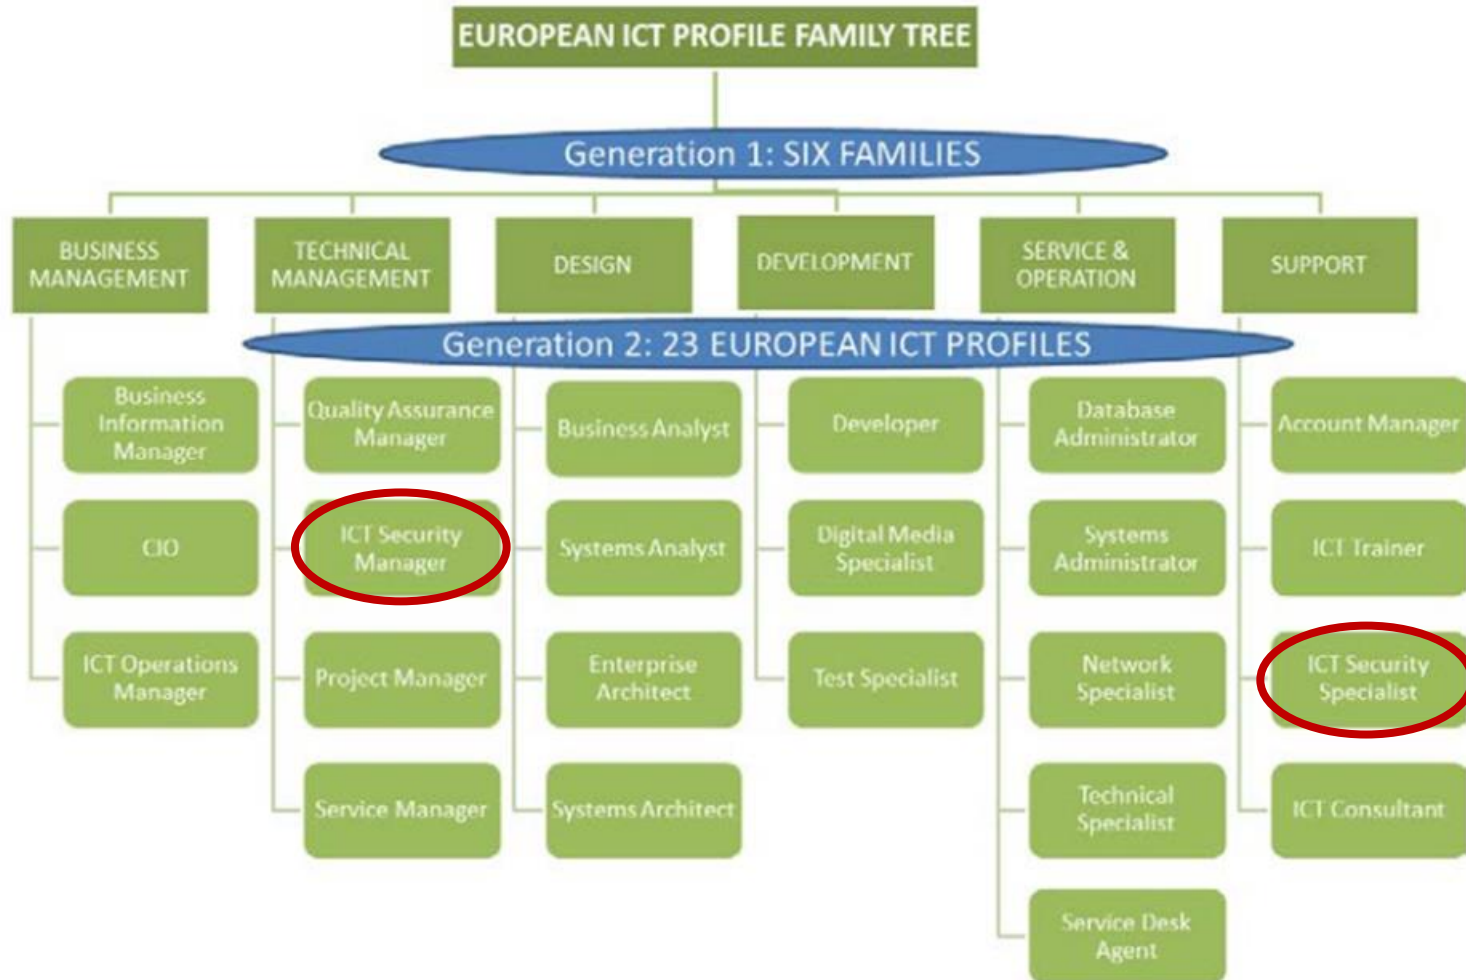 EUROPEAN ICT PROFILE FAMILY TREE
Generation 1: SIX FAMILIES
BUSINESS
MANAGEMENT
TECHNICAL
MANAGEMENT
DESIGN
DEVELOPMENT
SERVICE &
OPERATION
SUPPORT
Generation 2: 23 EUROPEAN ICT PROFILES
Business
Information
Manager
CIO
ICT Operations
Manager
Quality Assurance
Manager
ICT Security
Manager
Project Manager
Service Manager
Business Analyst
Systems Analyst
Enterprise
Architect
Systems Architect
Developer
Digital Media
Specialist
Test Specialist
Database
Administrator
Systems
Administrator
Network
Specialist
Technical
Specialist
Service Desk
Agent
Account Manager
ICT Trainer
ICT Security
Specialist
ICT Consultant